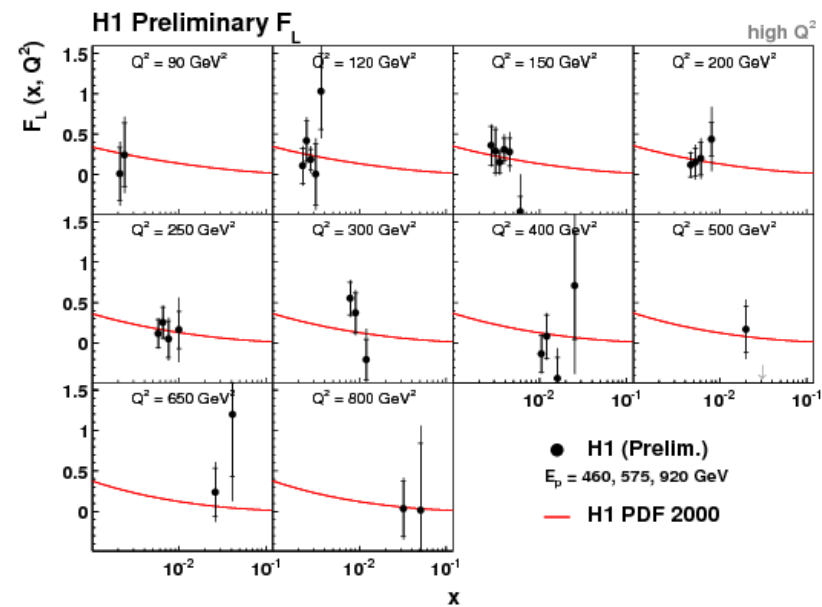 H1 Preliminary F_L
high Q²
F_L (x, Q²)
Q² = 90 GeV²
Q² = 120 GeV²
Q² = 150 GeV²
Q² = 200 GeV²
1.5
1
0.5
0
Q² = 250 GeV²
Q² = 300 GeV²
Q² = 400 GeV²
Q² = 500 GeV²
1.5
1
0.5
0
10⁻²
10⁻¹
10⁻²
10⁻¹
Q² = 650 GeV²
Q² = 800 GeV²
1.5
1
0.5
0
10⁻²
10⁻¹
10⁻²
10⁻¹
x
H1 (Prelim.)
E_p = 460, 575, 920 GeV
H1 PDF 2000